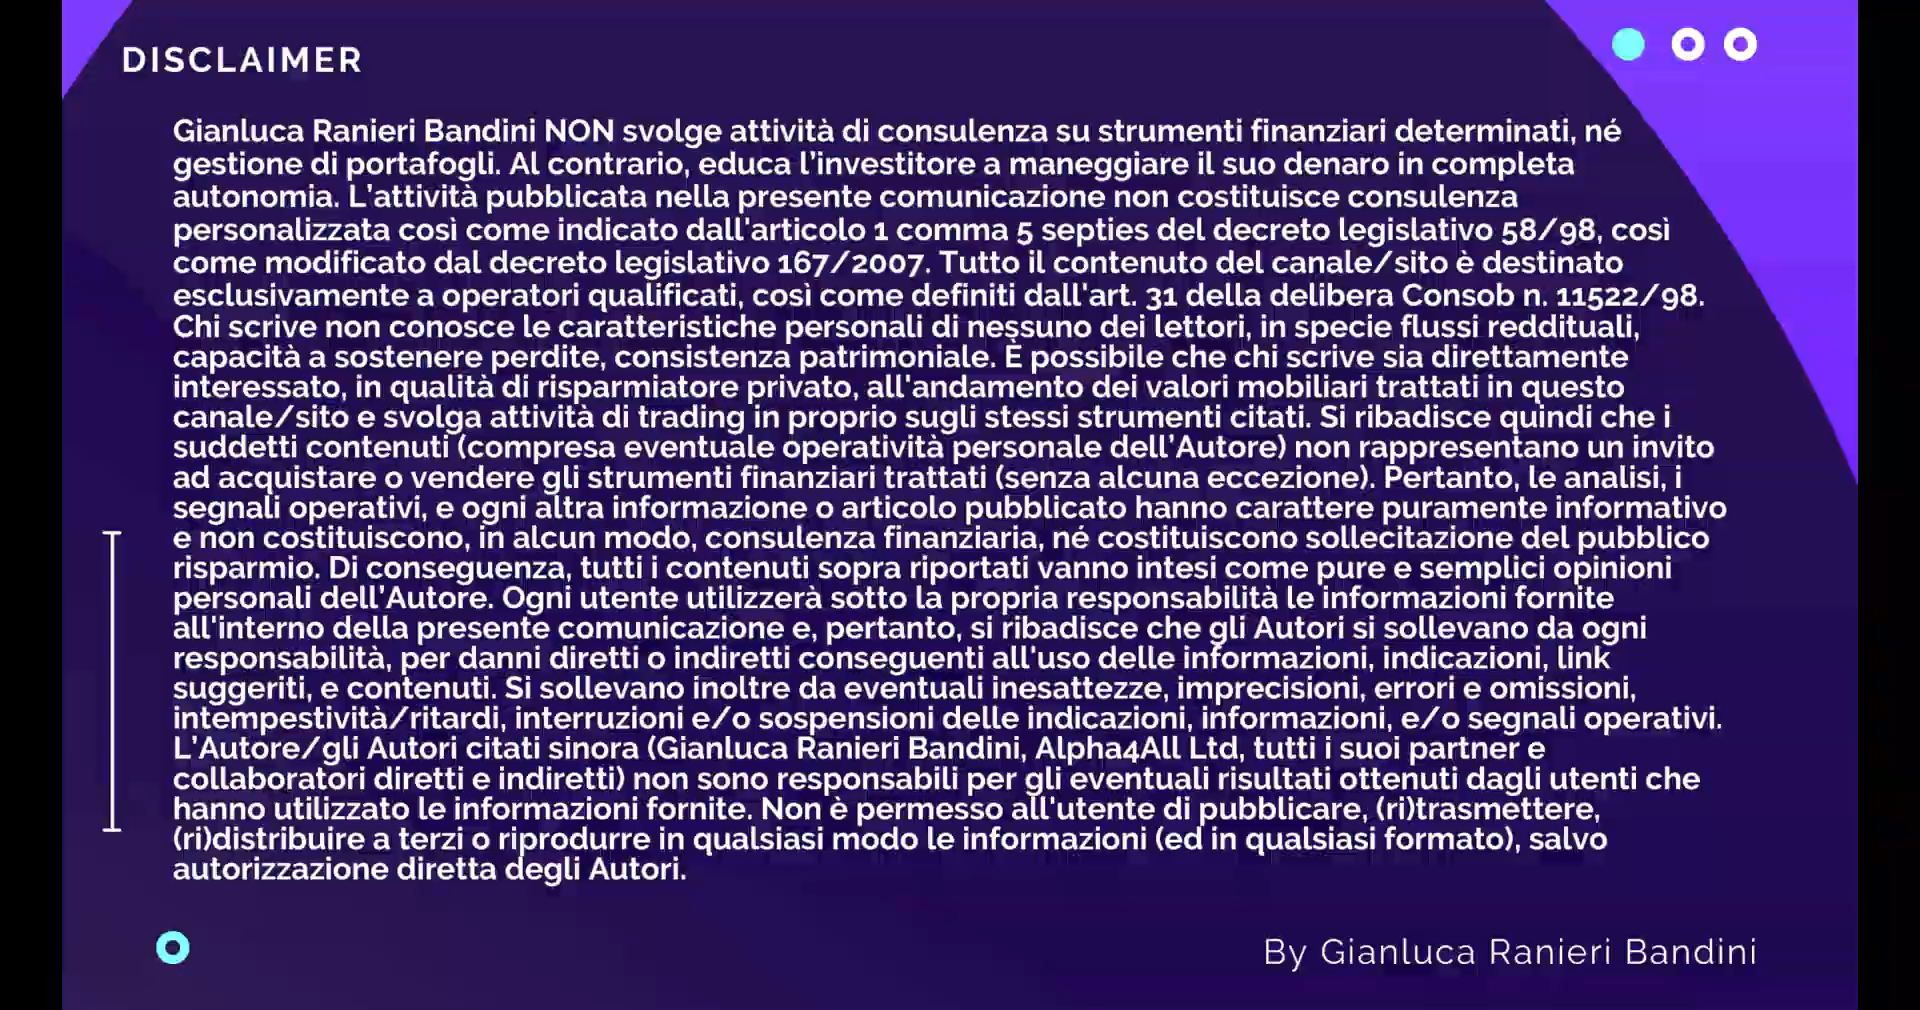 DISCLAIMER
Gianluca Ranieri Bandini NON svolge attività di consulenza su strumenti finanziari determinati, né
gestione di portafogli. Al contrario, educa l’investitore a maneggiare il suo denaro in completa
autonomia. L’attività pubblicata nella presente comunicazione non costituisce consulenza
personalizzata così come indicato dall'articolo 1 comma 5 septies del decreto legislativo 58/98, così
come modificato dal decreto legislativo 167/2007. Tutto il contenuto del canale/sito è destinato
esclusivamente a operatori qualificati, così come definiti dall'art. 31 della delibera Consob n. 11522/98.
Chi scrive non conosce le caratteristiche personali di nessuno dei lettori, in specie flussi reddituali,
capacità a sostenere perdite, consistenza patrimoniale. È possibile che chi scrive sia direttamente
interessato, in qualità di risparmiatore privato, all'andamento dei valori mobiliari trattati in questo
canale/sito e svolga attività di trading in proprio sugli stessi strumenti citati. Si ribadisce quindi che i
suddetti contenuti (compresa eventuale operatività personale dell’Autore) non rappresentano un invito
ad acquistare o vendere gli strumenti finanziari trattati (senza alcuna eccezione). Pertanto, le analisi, i
segnali operativi, e ogni altra informazione o articolo pubblicato hanno carattere puramente informativo
e non costituiscono, in alcun modo, consulenza finanziaria, né costituiscono sollecitazione del pubblico
risparmio. Di conseguenza, tutti i contenuti sopra riportati vanno intesi come pure e semplici opinioni
personali dell’Autore. Ogni utente utilizzerà sotto la propria responsabilità le informazioni fornite
all'interno della presente comunicazione e, pertanto, si ribadisce che gli Autori si sollevano da ogni
responsabilità, per danni diretti o indiretti conseguenti all'uso delle informazioni, indicazioni, link
suggeriti, e contenuti. Si sollevano inoltre da eventuali inesattezze, imprecisioni, errori e omissioni,
intempestività/ritardi, interruzioni e/o sospensioni delle indicazioni, informazioni, e/o segnali operativi.
L’Autore/gli Autori citati sinora (Gianluca Ranieri Bandini, Alpha4All Ltd, tutti i suoi partner e
collaboratori diretti e indiretti) non sono responsabili per gli eventuali risultati ottenuti dagli utenti che
hanno utilizzato le informazioni fornite. Non è permesso all'utente di pubblicare, (ri)trasmettere,
(ri)distribuire a terzi o riprodurre in qualsiasi modo le informazioni (ed in qualsiasi formato), salvo
autorizzazione diretta degli Autori.
By Gianluca Ranieri Bandini